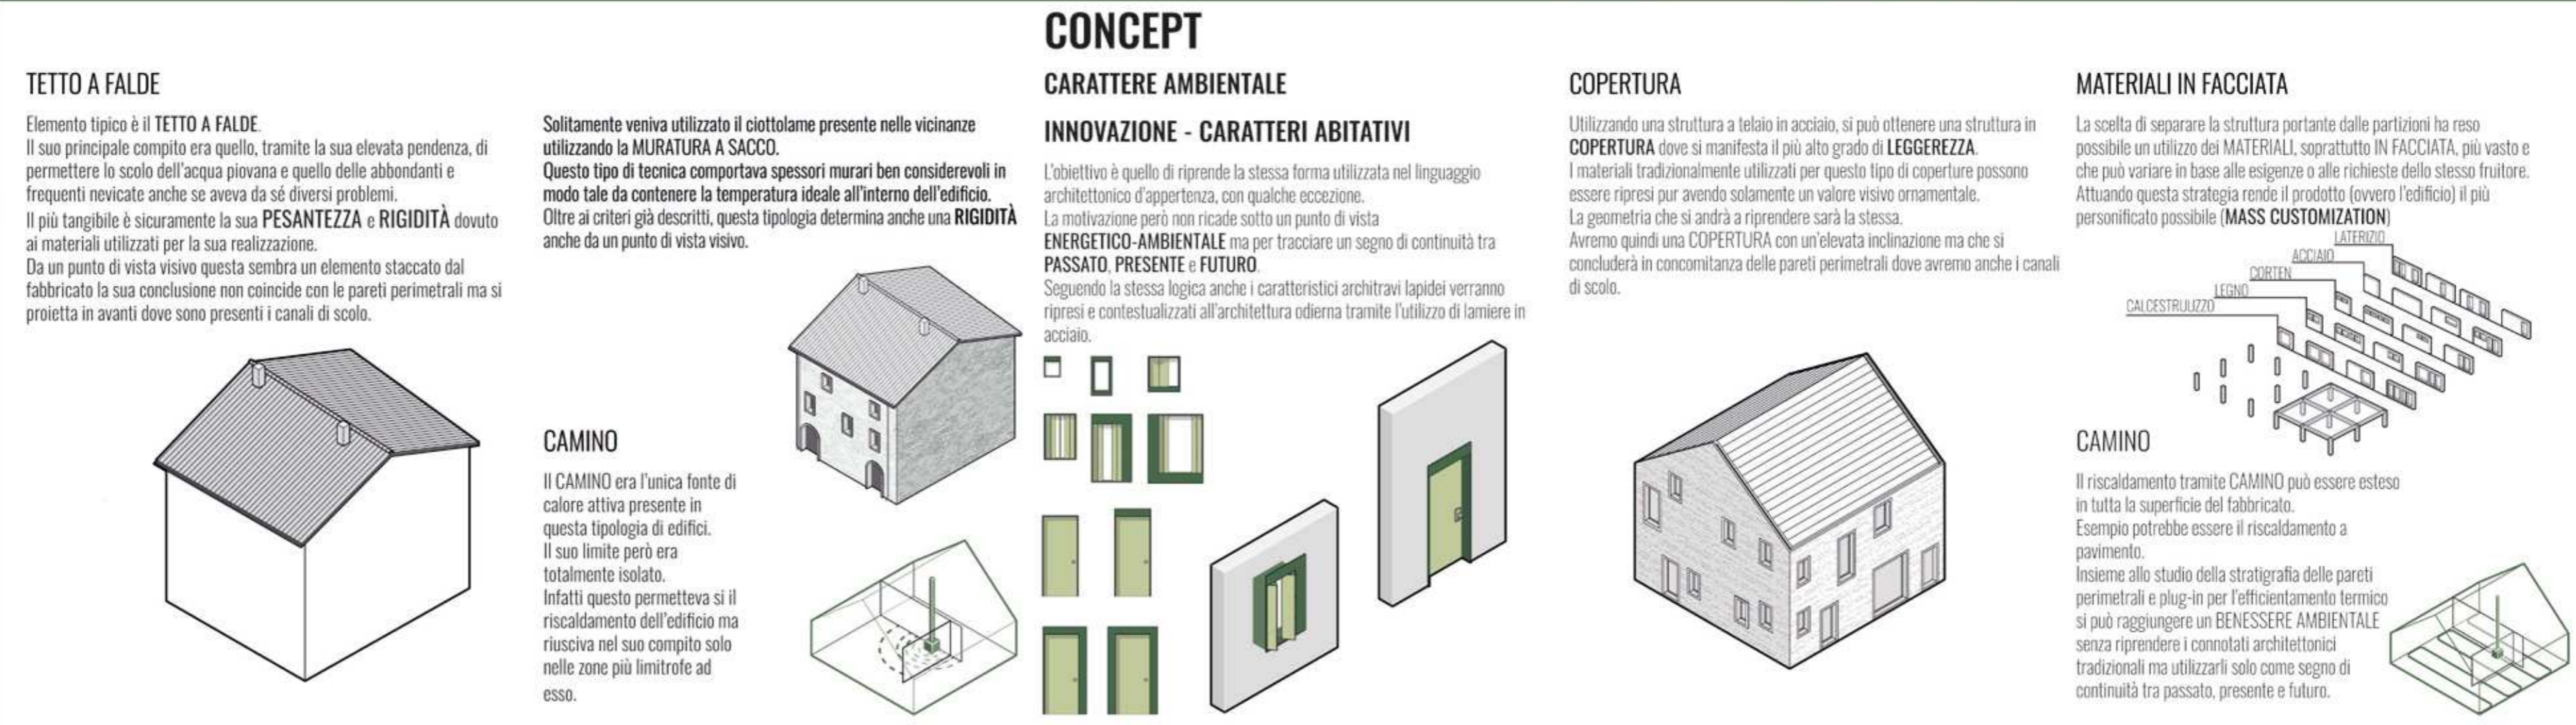 CONCEPT
TETTO A FALDE
Elemento tipico è il TETTO A FALDE.
Il suo principale compito era quello, tramite la sua elevata pendenza, di
permettere lo scolo dell'acqua piovana e quello delle abbondanti e
frequenti nevicate anche se aveva da sé diversi problemi.
Il più tangibile è sicuramente la sua PESANTEZZA e RIGIDITÀ dovuto
ai materiali utilizzati per la sua realizzazione.
Da un punto di vista visivo questa sembra un elemento staccato dal
fabbricato la sua conclusione non coincide con le pareti perimetrali ma si
proietta in avanti dove sono presenti i canali di scolo.
Solitamente veniva utilizzato il ciottolame presente nelle vicinanze
utilizzando la MURATURA A SACCO.
Questo tipo di tecnica comportava spessori murari ben considerevoli in
modo tale da contenere la temperatura ideale all'interno dell'edificio.
Oltre ai criteri già descritti, questa tipologia determina anche una RIGIDITÀ
anche da un punto di vista visivo.
CAMINO
Il CAMINO era l'unica fonte di
calore attiva presente in
questa tipologia di edifici.
Il suo limite però era
totalmente isolato.
Infatti questo permetteva si il
riscaldamento dell'edificio ma
riusciva nel suo compito solo
nelle zone più limitrofe ad
esso.
CARATTERE AMBIENTALE
INNOVAZIONE - CARATTERI ABITATIVI
L'obiettivo è quello di riprende la stessa forma utilizzata nel linguaggio
architettonico d'appertenza, con qualche eccezione.
La motivazione però non ricade sotto un punto di vista
ENERGETICO-AMBIENTALE ma per tracciare un segno di continuità tra
PASSATO, PRESENTE e FUTURO.
Seguendo la stessa logica anche i caratteristici architravi lapidei verranno
ripresi e contestualizzati all'architettura odierna tramite l'utilizzo di lamiere in
acciaio.
COPERTURA
Utilizzando una struttura a telaio in acciaio, si può ottenere una struttura in
COPERTURA dove si manifesta il più alto grado di LEGGEREZZA.
I materiali tradizionalmente utilizzati per questo tipo di coperture possono
essere ripresi pur avendo solamente un valore visivo ornamentale.
La geometria che si andrà a riprendere sarà la stessa.
Avremo quindi una COPERTURA con un'elevata inclinazione ma che si
concluderà in concomitanza delle pareti perimetrali dove avremo anche i canali
di scolo.
MATERIALI IN FACCIATA
La scelta di separare la struttura portante dalle partizioni ha reso
possibile un utilizzo dei MATERIALI, soprattutto IN FACCIATA, più vasto e
che può variare in base alle esigenze o alle richieste dello stesso fruitore.
Attuando questa strategia rende il prodotto (ovvero l'edificio) il più
personificato possibile (MASS CUSTOMIZATION)
LATERIZIO
ACCIAIO
CORTEN
LEGNO
CALCESTRUUZZO
CAMINO
Il riscaldamento tramite CAMINO può essere esteso
in tutta la superficie del fabbricato.
Esempio potrebbe essere il riscaldamento a
pavimento.
Insieme allo studio della stratigrafia delle pareti
perimetrali e plug-in per l'efficientamento termico
si può raggiungere un BENESSERE AMBIENTALE
senza riprendere i connotati architettonici
tradizionali ma utilizzarli solo come segno di
continuità tra passato, presente e futuro.